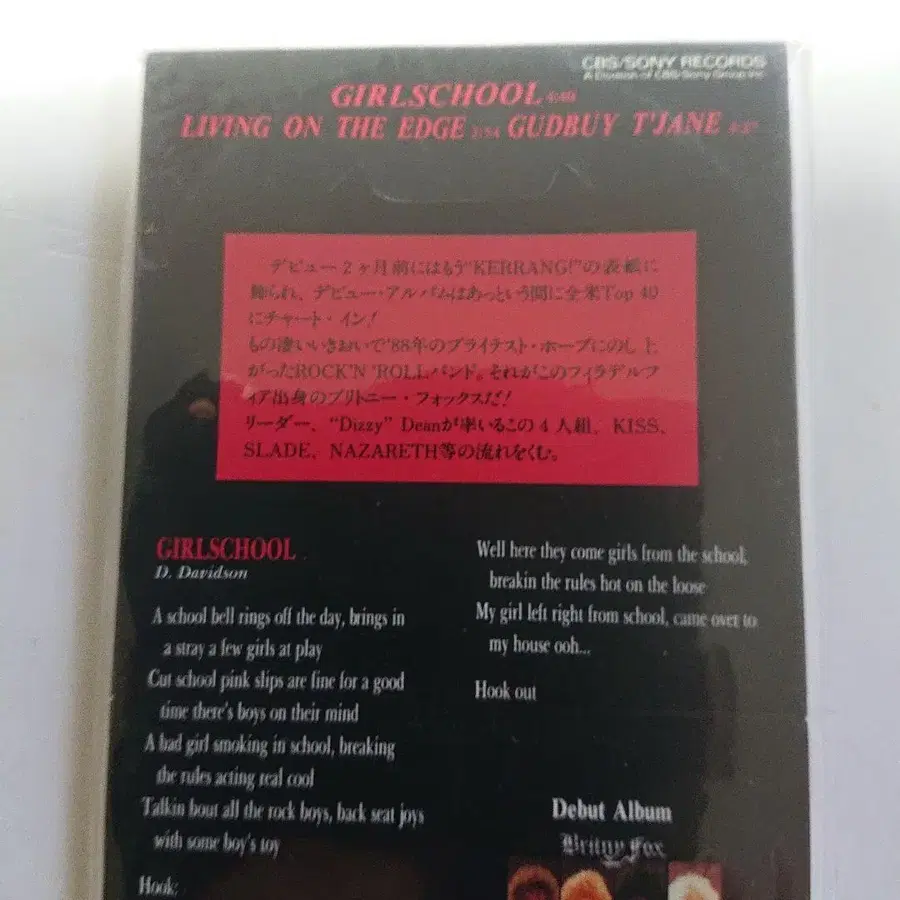 CBS/SONY RECORDS
A Division of CBS/Sony Group Inc.
GIRLSCHOOL 4:40
LIVING ON THE EDGE 3:54 GUDBUY T'JANE
デビュー2ヶ月前にはもう"KERRANG!"の表紙に
飾られ、デビュー・アルバムはあっという間に全米Top 40
にチャート・イン!
もの凄いいきおいで'88年のブライテスト・ホープにのし上
がったROCK'N 'ROLLバンド。それがこのフィラデルフ
ィア出身のブリトニー・フォックスだ!
リーダー、"Dizzy" Deanが率いるこの4人組、KISS、
SLADE、NAZARETH等の流れをくむ。
GIRLSCHOOL
D. Davidson
A school bell rings off the day, brings in
a stray a few girls at play
Cut school pink slips are fine for a good
time there's boys on their mind
A bad girl smoking in school, breaking
the rules acting real cool
Talkin bout all the rock boys, back seat joys
with some boy's toy
Hook:
Well here they come girls from the school,
breakin the rules hot on the loose
My girl left right from school, came over to
my house ooh...
Hook out
Debut Album
Britny Fox